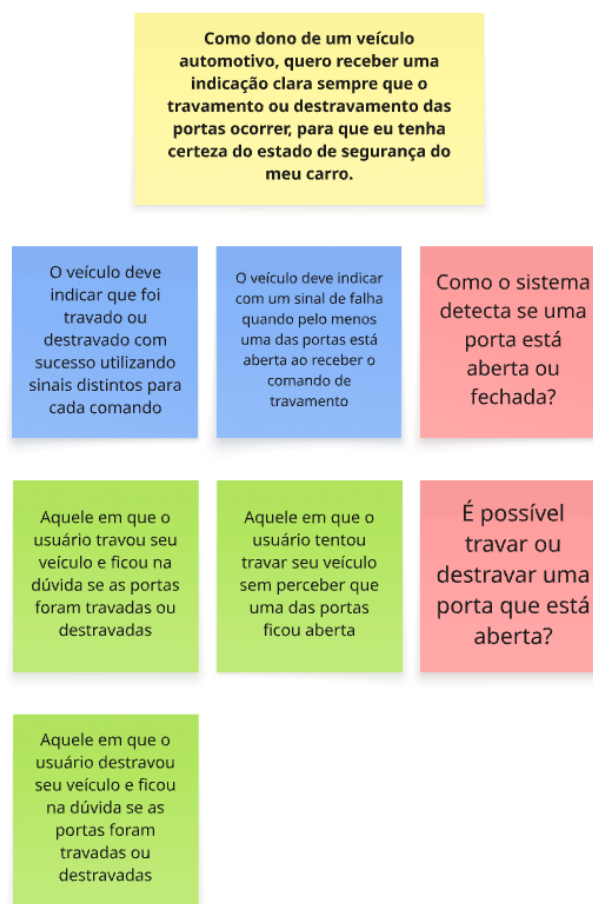 Como dono de um veículo
automotivo, quero receber uma
indicação clara sempre que o
travamento ou destravamento das
portas ocorrer, para que eu tenha
certeza do estado de segurança do
meu carro.
O veículo deve
indicar que foi
travado ou
destravado com
sucesso utilizando
sinais distintos para
cada comando
O veículo deve indicar
com um sinal de falha
quando pelo menos
uma das portas está
aberta ao receber o
comando de
travamento
Como o sistema
detecta se uma
porta está
aberta ou
fechada?
Aquele em que o
usuário travou seu
veículo e ficou na
dúvida se as portas
foram travadas ou
destravadas
Aquele em que o
usuário tentou
travar seu veículo
sem perceber que
uma das portas
ficou aberta
É possível
travar ou
destravar uma
porta que está
aberta?
Aquele em que o
usuário destravou
seu veículo e ficou
na dúvida se as
portas foram
travadas ou
destravadas